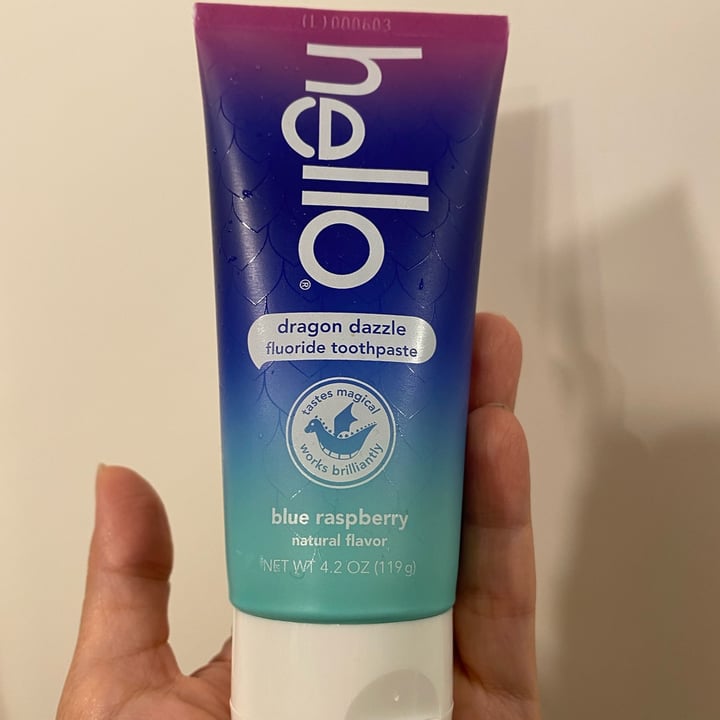 (L)000603
hello®
dragon dazzle
fluoride toothpaste
tastes magical
works brilliantly
blue raspberry
natural flavor
NET WT 4.2 OZ (119 g)